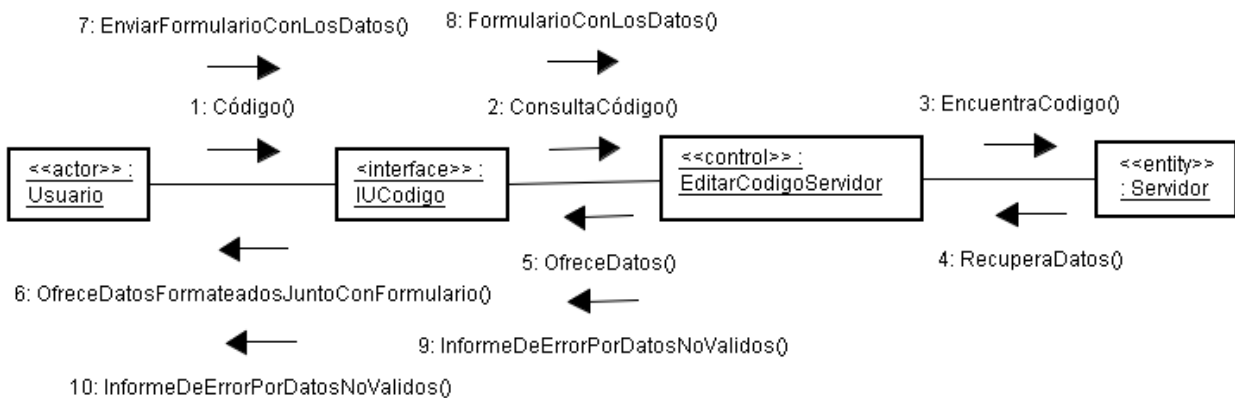 7: EnviarFormularioConLosDatos()
8: FormularioConLosDatos()
1: Código()
2: ConsultaCódigo()
3: EncuentraCodigo()
<<actor>> :
Usuario
<interface>> :
IUCodigo
<<control>> :
EditarCodigoServidor
<<entity>>
: Servidor
5: OfreceDatos()
4: RecuperaDatos()
6: OfreceDatosFormateadosJuntoConFormulario()
9: InformeDeErrorPorDatosNoValidos()
10: InformeDeErrorPorDatosNoValidos()